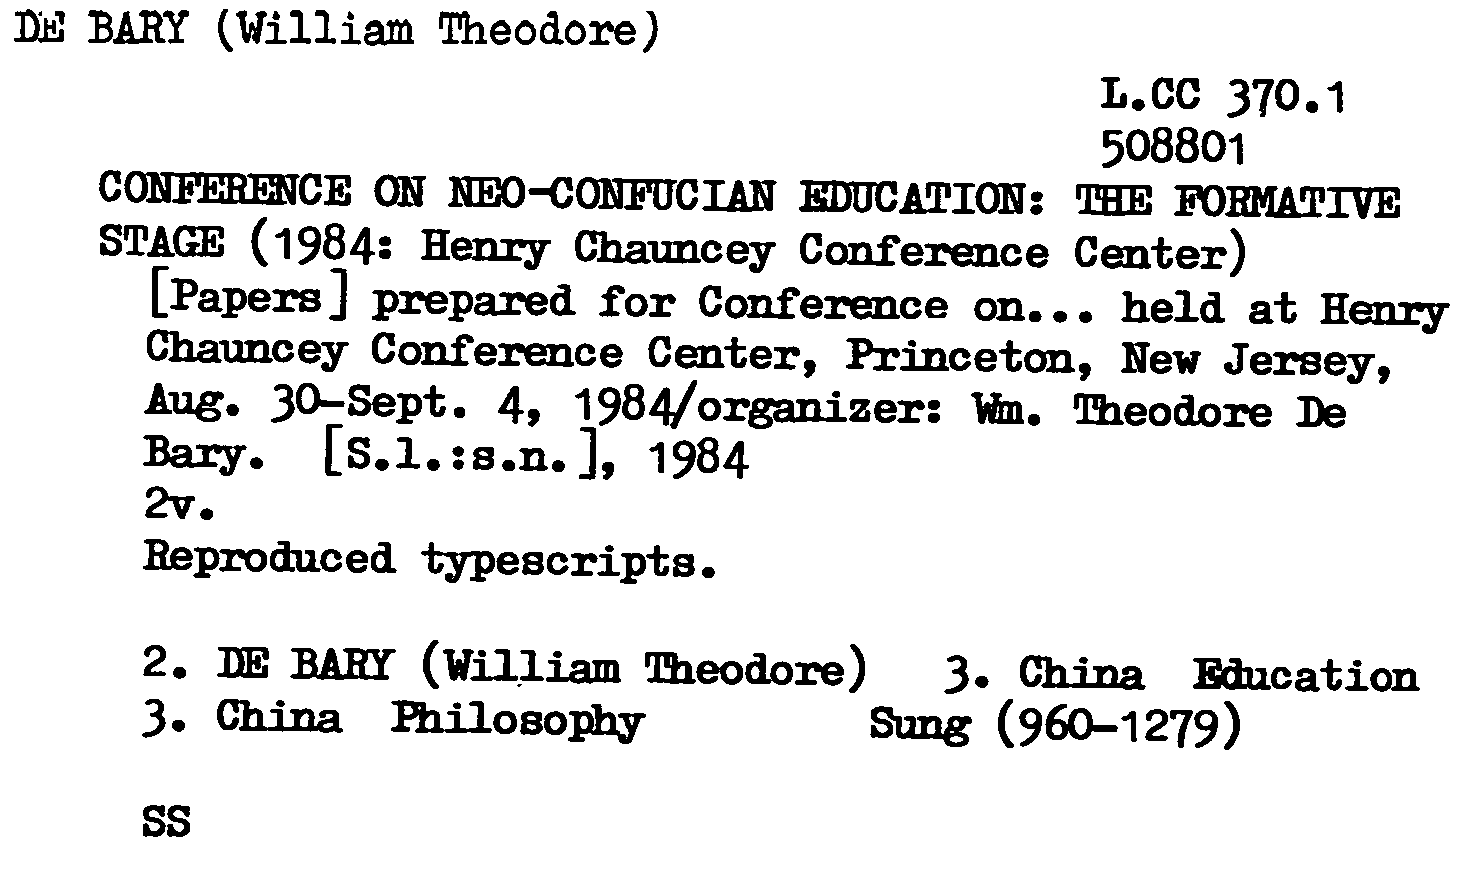 DE BARY (William Theodore)
L.CC 370.1
508801
CONFERENCE ON NEO-CONFUCIAN EDUCATION: THE FORMATIVE
STAGE (1984: Henry Chauncey Conference Center)
[Papers] prepared for Conference on... held at Henry
Chauncey Conference Center, Princeton, New Jersey,
Aug. 30-Sept. 4, 1984/organizer: Wm. Theodore De
Bary. [S.l.:s.n.], 1984
2v.
Reproduced typescripts.
2. DE BARY (William Theodore) 3. China Education
3. China Philosophy Sung (960-1279)
SS